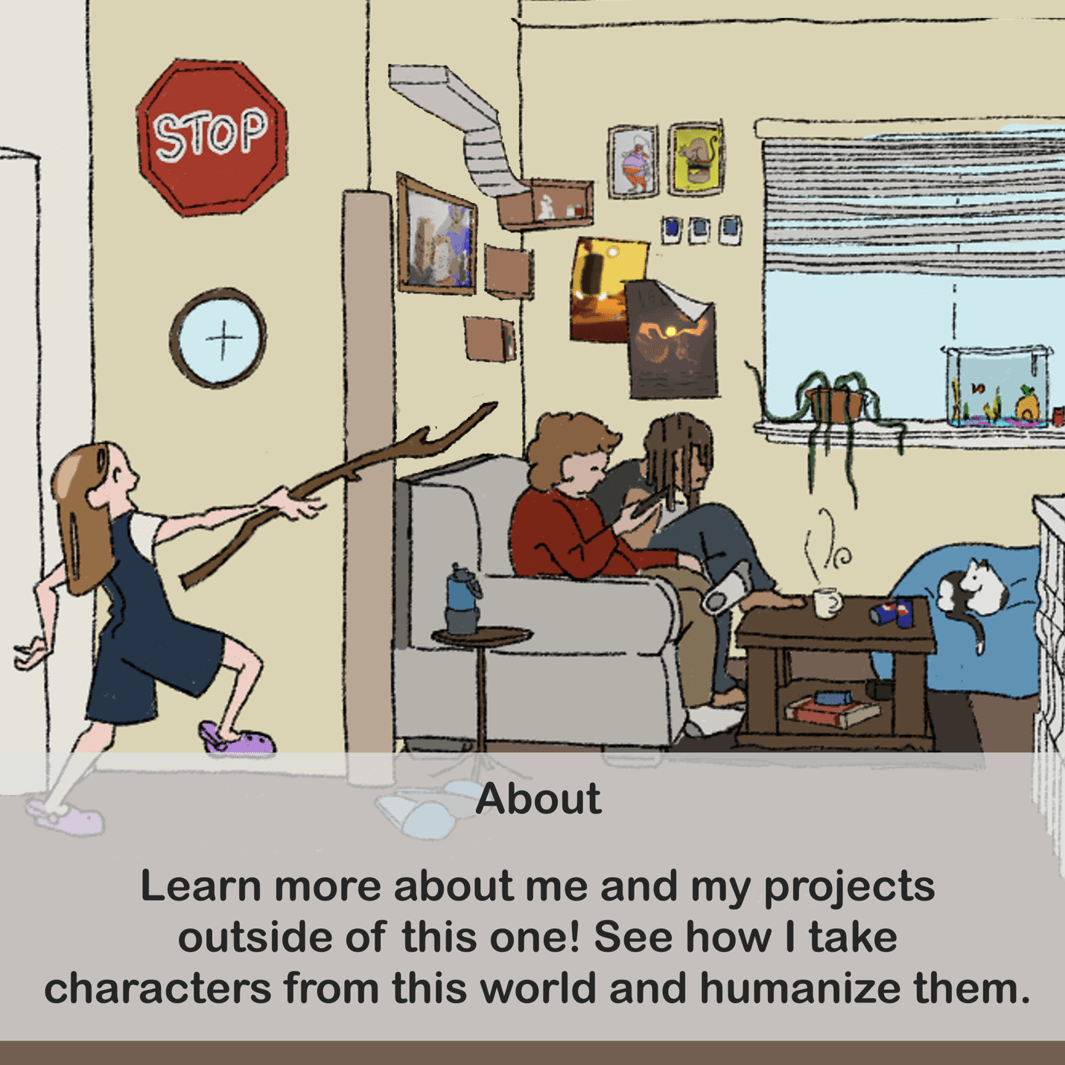 STOP
About
Learn more about me and my projects
outside of this one! See how I take
characters from this world and humanize them.